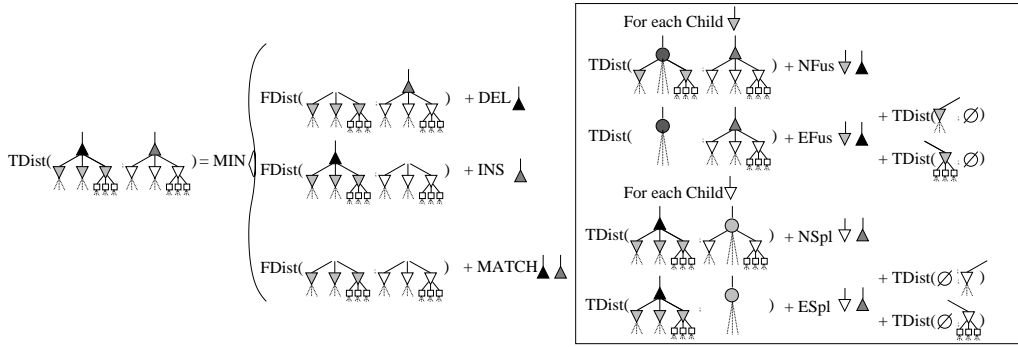 For each Child
TDist( , ) + NFus
FDist( , ) + DEL
TDist( , ) + EFus + TDist( , ∅)
+ TDist( , ∅)
TDist( , ) = MIN {
FDist( , ) + INS
For each Child
TDist( , ) + NSpl
FDist( , ) + MATCH
TDist( , ) + ESpl + TDist(∅ , )
+ TDist(∅ , )